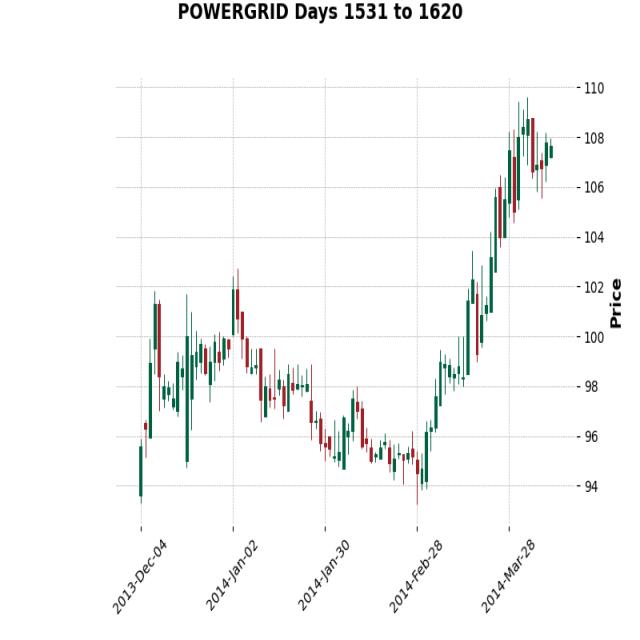 POWERGRID Days 1531 to 1620
110
108
106
104
102
100
98
96
94
Price
2013-Dec-04
2014-Jan-02
2014-Jan-30
2014-Feb-28
2014-Mar-28